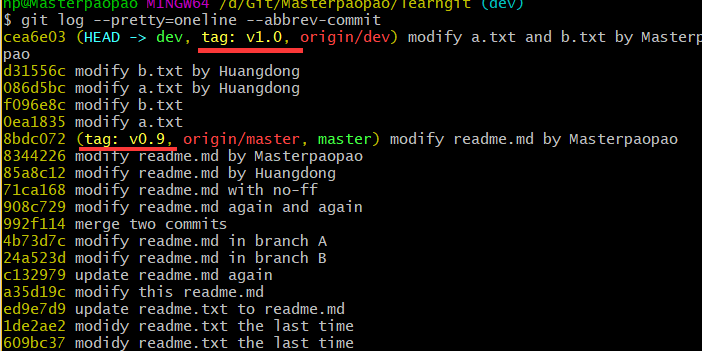 hp@Masterpaopao MINGW64 /d/Git/Masterpaopao/learngit (dev)
$ git log --pretty=oneline --abbrev-commit
cea6e03 (HEAD -> dev, tag: v1.0, origin/dev) modify a.txt and b.txt by Masterpao
pao
d31556c modify b.txt by Huangdong
086d5bc modify a.txt by Huangdong
f096e8c modify b.txt
0ea1835 modify a.txt
8bdc072 (tag: v0.9, origin/master, master) modify readme.md by Masterpaopao
8344226 modify readme.md by Masterpaopao
85a8c12 modify readme.md by Huangdong
71ca168 modify readme.md with no-ff
908c729 modify readme.md again and again
992f114 merge two commits
4b73d7c modify readme.md in branch A
24a523d modify readme.md in branch B
c132979 update readme.md again
a35d19c modify this readme.md
ed9e7d9 update readme.txt to readme.md
1de2ae2 modidy readme.txt the last time
609bc37 modidy readme.txt the last time